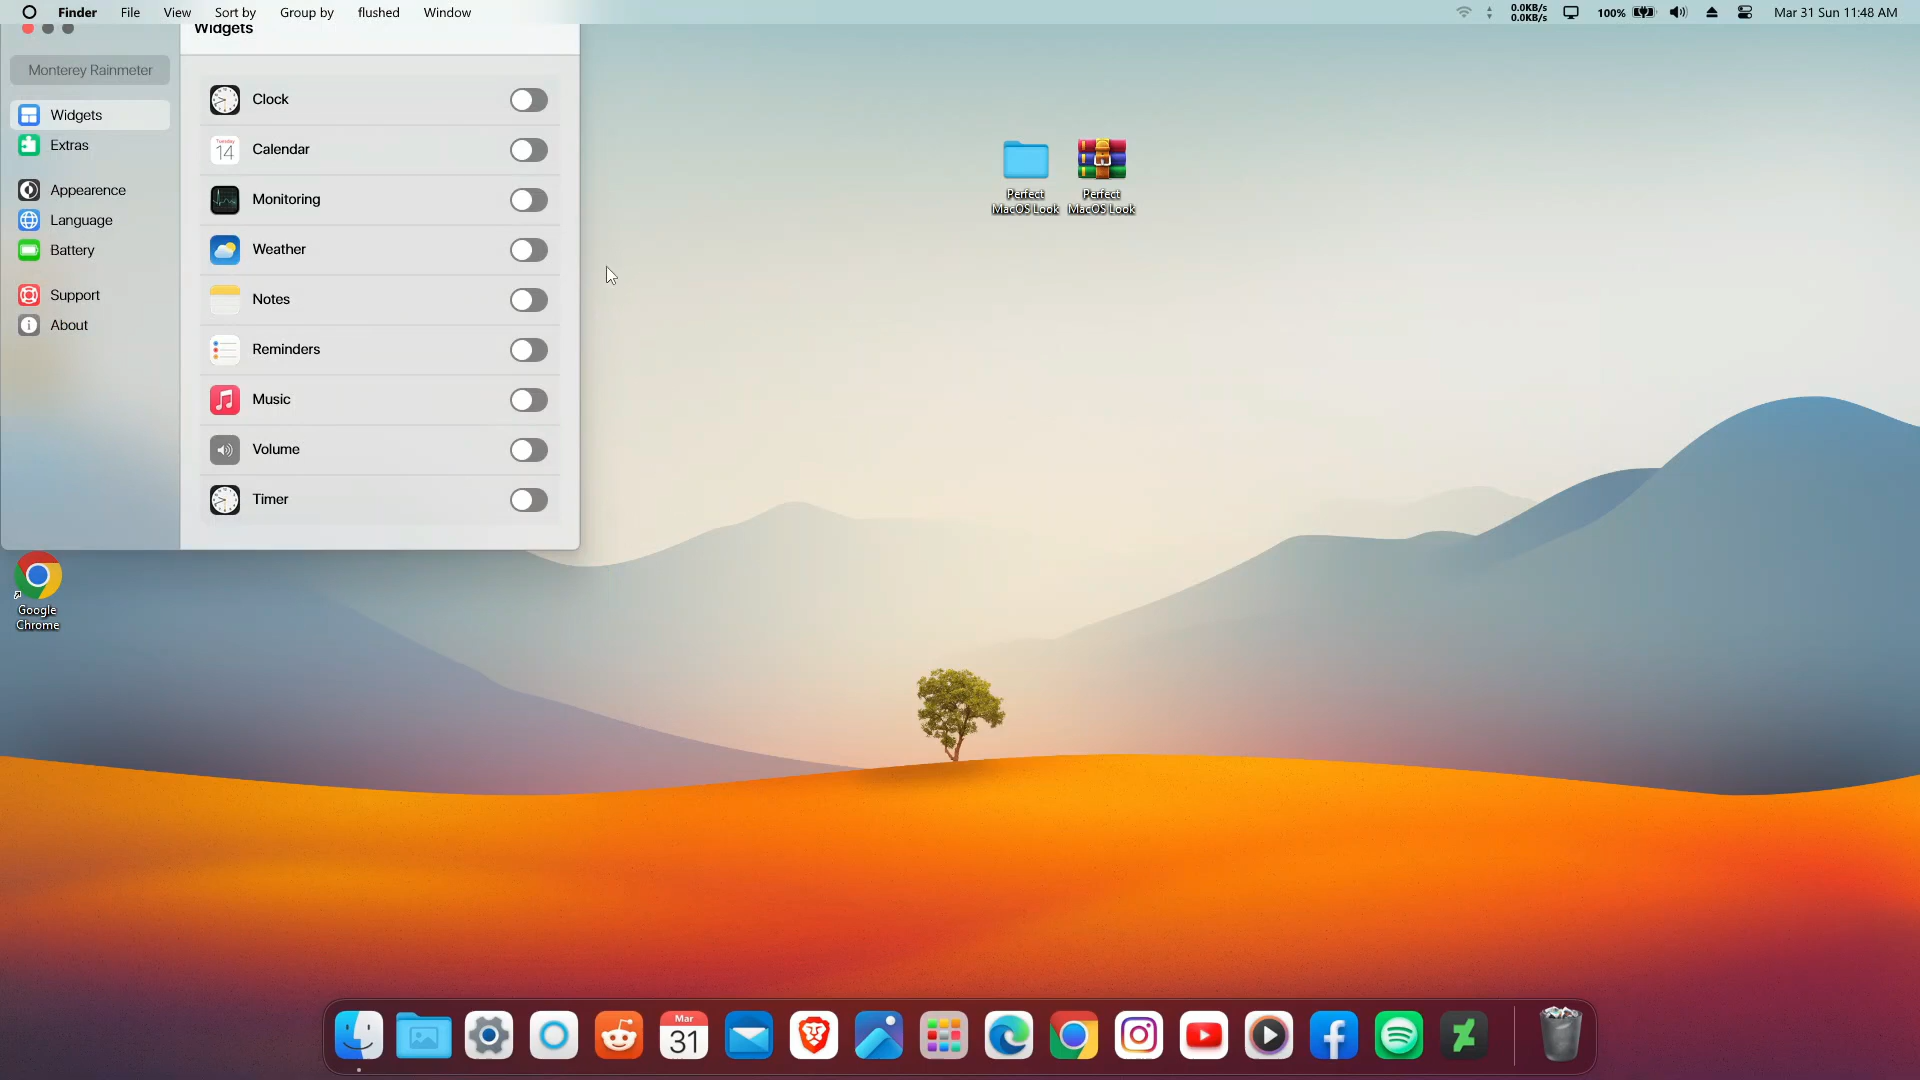 Finder File View Sort by Group by flushed Window
0.0KB/s
0.0KB/s
100%
Mar 31 Sun 11:48 AM
Widgets
Monterey Rainmeter
Widgets
Extras
Appearence
Language
Battery
Support
About
Clock
Tuesday
14
Calendar
Monitoring
Weather
Notes
Reminders
Music
Volume
Timer
Perfect
MacOS Look
Perfect
MacOS Look
Google
Chrome
Mar
31